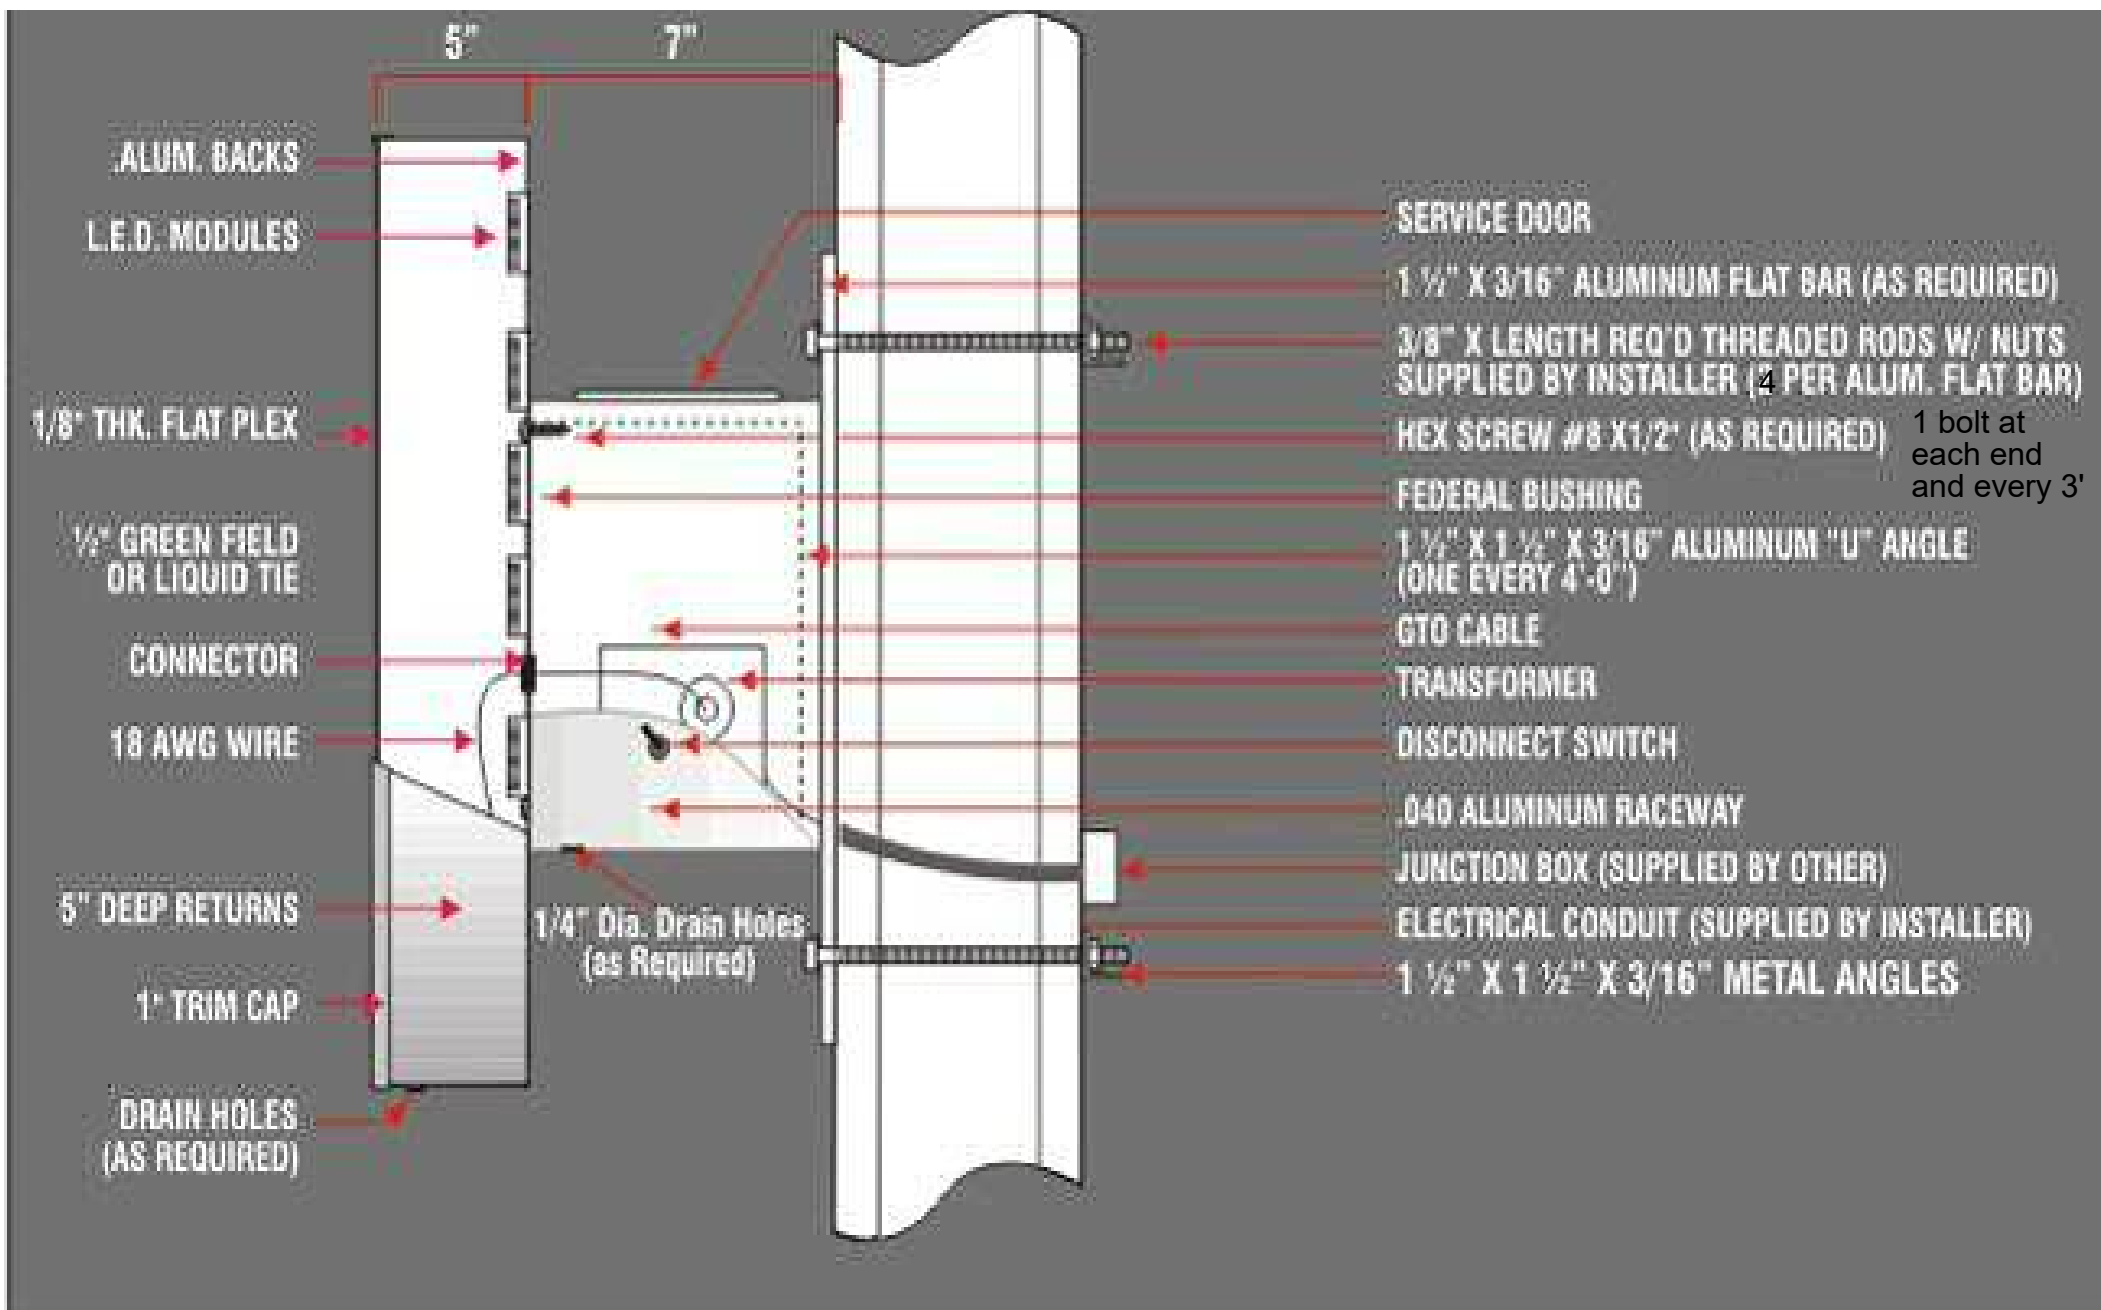 5" 7"
.ALUM. BACKS
L.E.D. MODULES
1/8" THK. FLAT PLEX
½" GREEN FIELD
OR LIQUID TIE
CONNECTOR
18 AWG WIRE
5" DEEP RETURNS
1" TRIM CAP
DRAIN HOLES
(AS REQUIRED)
1/4" Dia. Drain Holes
(as Required)
SERVICE DOOR
1 ½" X 3/16" ALUMINUM FLAT BAR (AS REQUIRED)
3/8" X LENGTH REQ'D THREADED RODS W/ NUTS
SUPPLIED BY INSTALLER (4 PER ALUM. FLAT BAR)
HEX SCREW #8 X1/2" (AS REQUIRED)
1 bolt at
each end
and every 3'
FEDERAL BUSHING
1 ½" X 1 ½" X 3/16" ALUMINUM "U" ANGLE
(ONE EVERY 4'-0")
GTO CABLE
TRANSFORMER
DISCONNECT SWITCH
.040 ALUMINUM RACEWAY
JUNCTION BOX (SUPPLIED BY OTHER)
ELECTRICAL CONDUIT (SUPPLIED BY INSTALLER)
1 ½" X 1 ½" X 3/16" METAL ANGLES